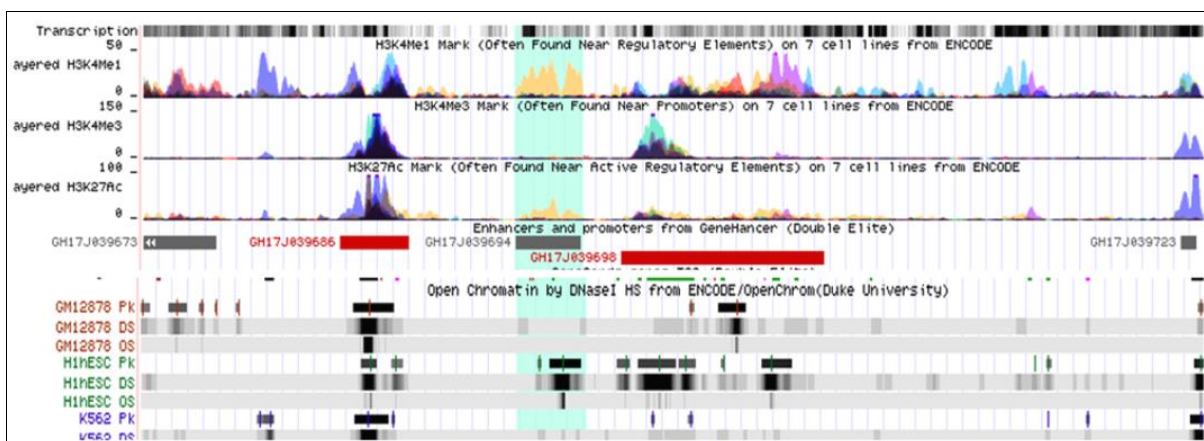 Transcription
50
H3K4Me1 Mark (Often Found Near Regulatory Elements) on 7 cell lines from ENCODE
ayered H3K4Me1
0
H3K4Me3 Mark (Often Found Near Promoters) on 7 cell lines from ENCODE
150
ayered H3K4Me3
0
H3K27Ac Mark (Often Found Near Active Regulatory Elements) on 7 cell lines from ENCODE
100
ayered H3K27Ac
0
Enhancers and promoters from GeneHancer (Double Elite)
GH17J039673 GH17J039686 GH17J039694 GH17J039723
GH17J039698
Open Chromatin by DNaseI HS from ENCODE/OpenChrom(Duke University)
GM12878 Pk
GM12878 DS
GM12878 OS
H1hESC Pk
H1hESC DS
H1hESC OS
K562 Pk
K562 DS